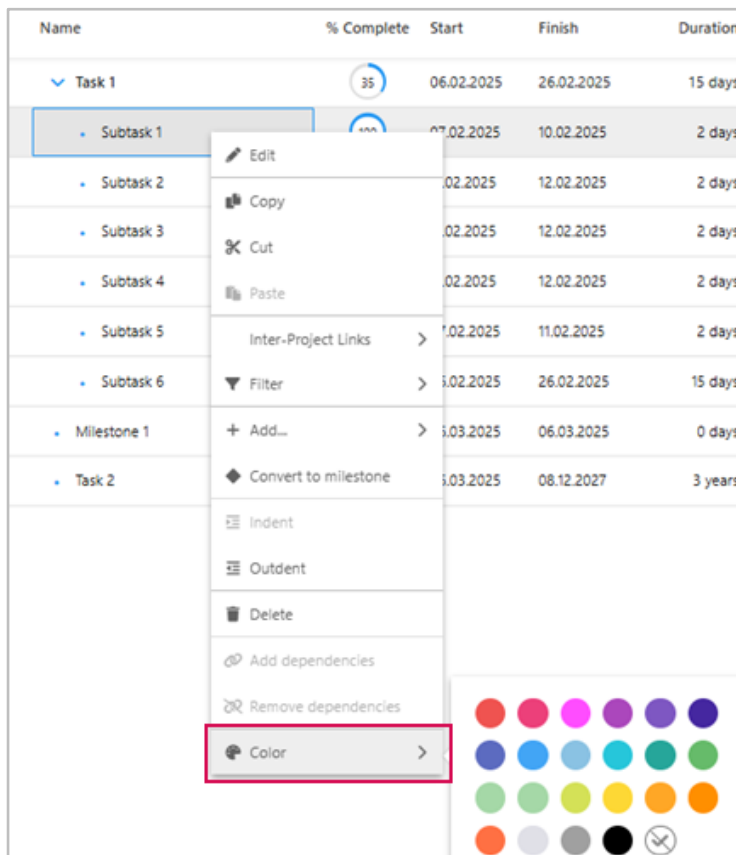 Name % Complete Start Finish Duration
Task 1 35 06.02.2025 26.02.2025 15 days
Subtask 1 07.02.2025 10.02.2025 2 days
Edit
Subtask 2 .02.2025 12.02.2025 2 days
Copy
Subtask 3 .02.2025 12.02.2025 2 days
Cut
Subtask 4 .02.2025 12.02.2025 2 days
Paste
Subtask 5 .02.2025 11.02.2025 2 days
Inter-Project Links
Subtask 6 .02.2025 26.02.2025 15 days
Filter
Milestone 1 .03.2025 06.03.2025 0 days
Add...
Task 2 .03.2025 08.12.2027 3 years
Convert to milestone
Indent
Outdent
Delete
Add dependencies
Remove dependencies
Color